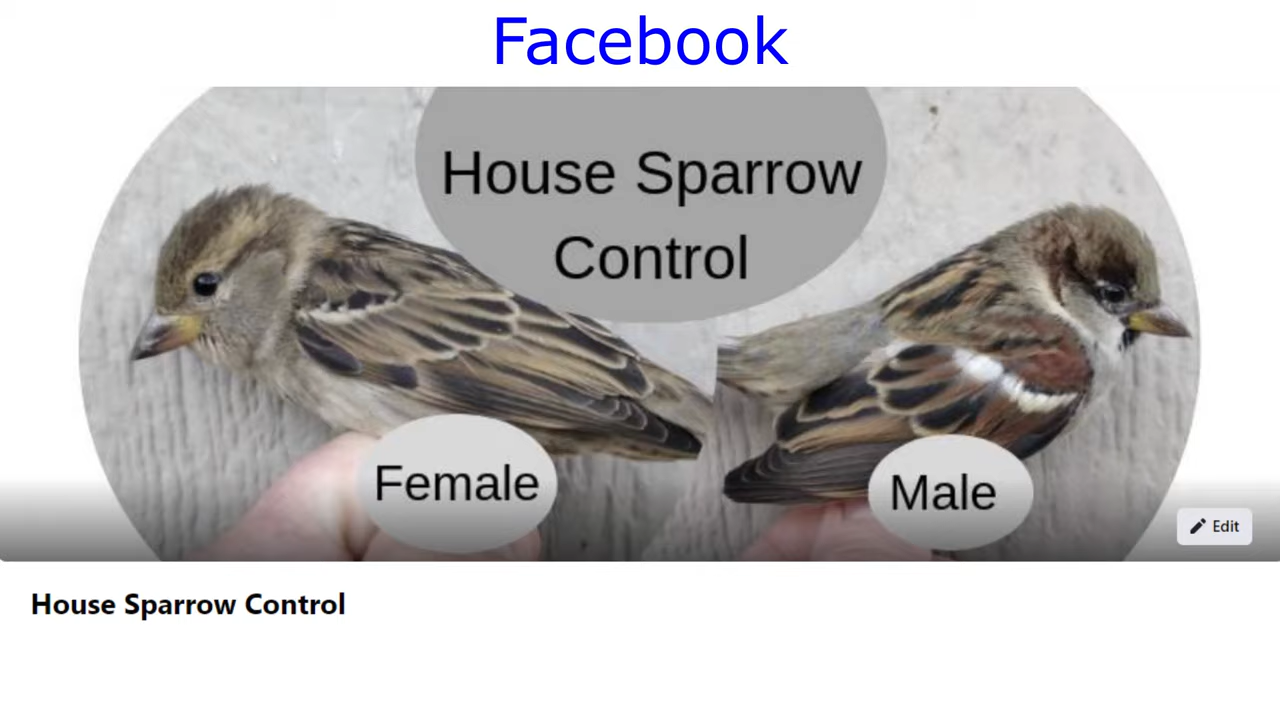 Facebook
House Sparrow
Control
Female
Male
Edit
House Sparrow Control